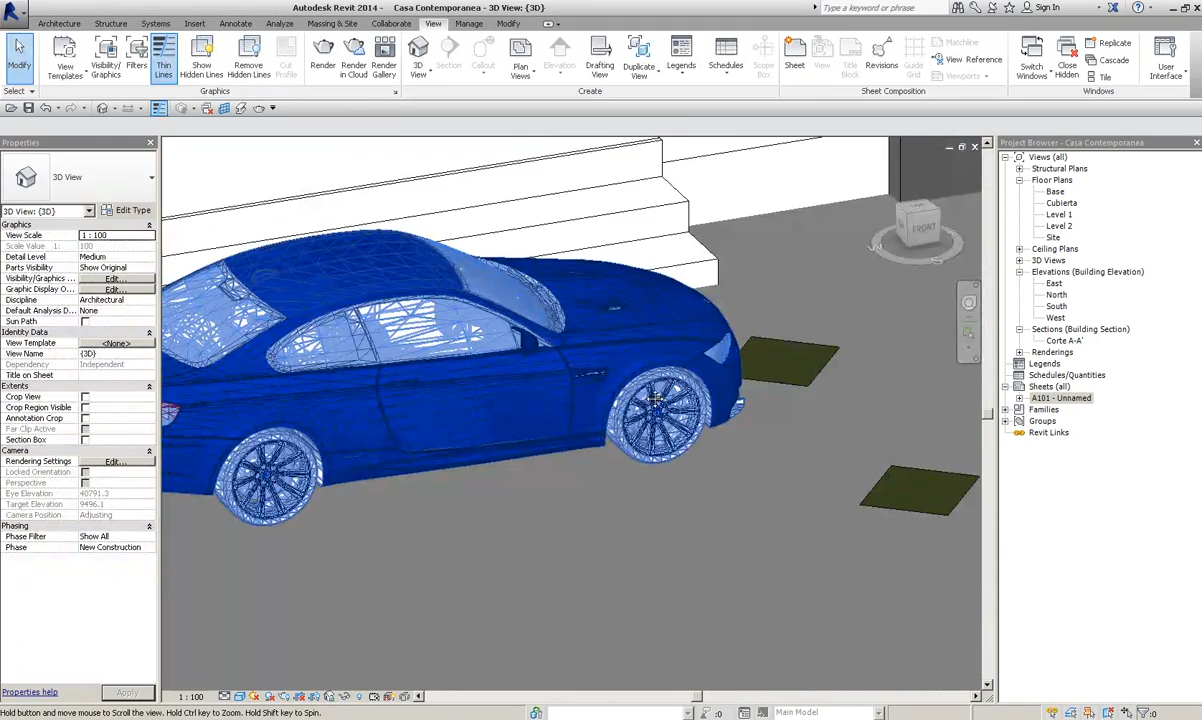 Autodesk Revit 2014 - Casa Contemporanea - 3D View: {3D}
Type a keyword or phrase
Sign In
Architecture Structure Systems Insert Annotate Analyze Massing & Site Collaborate View Manage Modify
Modify
View Templates
Visibility/ Graphics
Filters
Thin Lines
Show Hidden Lines
Remove Hidden Lines
Cut Profile
Render
Render in Cloud
Render Gallery
3D View
Section
Callout
Plan Views
Elevation
Drafting View
Duplicate View
Legends
Schedules
Scope Box
Sheet
View
Title Block
Revisions
Guide Grid
Matchline
View Reference
Viewports
Switch Windows
Close Hidden
Replicate
Cascade
Tile
User Interface
Select
Graphics
Create
Sheet Composition
Windows
Properties
3D View
3D View: {3D}
Edit Type
Graphics
View Scale 1 : 100
Scale Value 1: 100
Detail Level Medium
Parts Visibility Show Original
Visibility/Graphics ... Edit...
Graphic Display O... Edit...
Discipline Architectural
Default Analysis D... None
Sun Path
Identity Data
View Template <None>
View Name {3D}
Dependency Independent
Title on Sheet
Extents
Crop View
Crop Region Visible
Annotation Crop
Far Clip Active
Section Box
Camera
Rendering Settings Edit...
Locked Orientation
Perspective
Eye Elevation 40791.3
Target Elevation 9496.1
Camera Position Adjusting
Phasing
Phase Filter Show All
Phase New Construction
Properties help
Apply
FRONT
Project Browser - Casa Contemporanea
Views (all)
Structural Plans
Floor Plans
Base
Cubierta
Level 1
Level 2
Site
Ceiling Plans
3D Views
Elevations (Building Elevation)
East
North
South
West
Sections (Building Section)
Corte A-A'
Renderings
Legends
Schedules/Quantities
Sheets (all)
A101 - Unnamed
Families
Groups
Revit Links
1 : 100
Hold button and move mouse to Scroll the view. Hold Ctrl key to Zoom. Hold Shift key to Spin.
:0
Main Model
:0